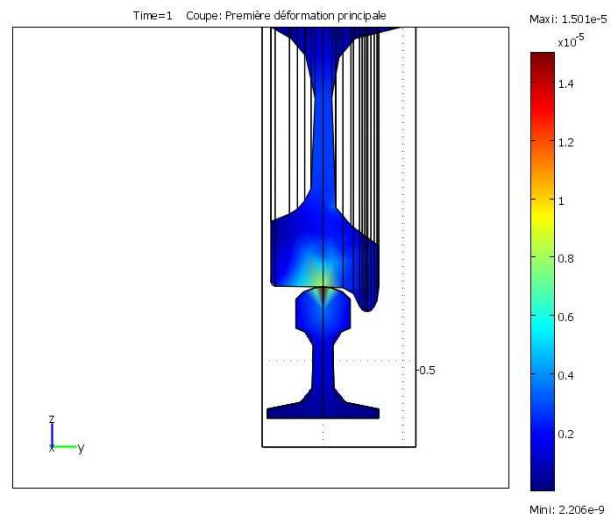 Time=1 Coupe: Première déformation principale
Maxi: 1.501e-5
x10⁻⁵
1.4
1.2
1
0.8
0.6
0.4
0.2
-0.5
z
x
y
Mini: 2.206e-9